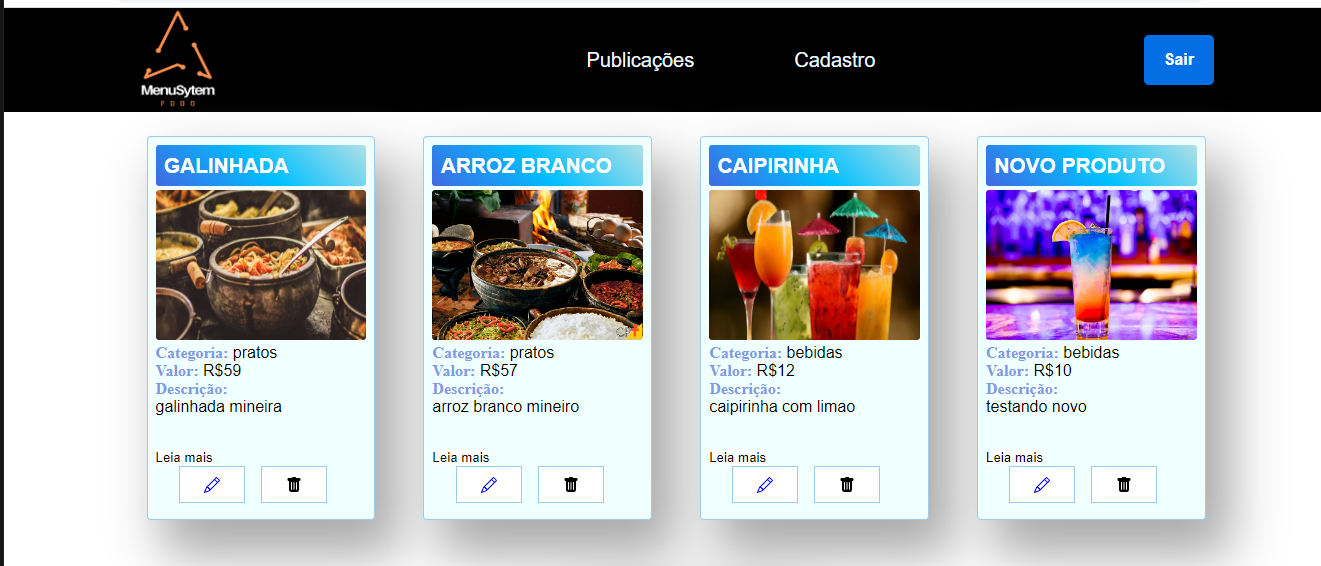 MenuSytem
FOOD
Publicações
Cadastro
Sair
GALINHADA
Categoria: pratos
Valor: R$59
Descrição:
galinhada mineira
Leia mais
ARROZ BRANCO
Categoria: pratos
Valor: R$57
Descrição:
arroz branco mineiro
Leia mais
CAIPIRINHA
Categoria: bebidas
Valor: R$12
Descrição:
caipirinha com limao
Leia mais
NOVO PRODUTO
Categoria: bebidas
Valor: R$10
Descrição:
testando novo
Leia mais